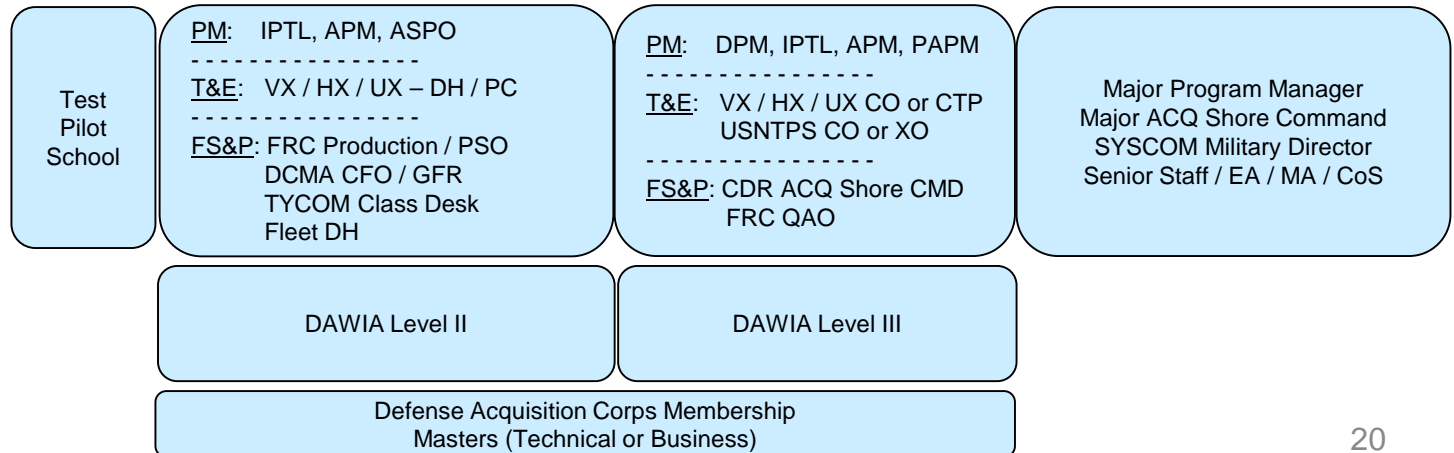 Test
Pilot
School
PM: IPTL, APM, ASPO
- - - - - - - - - - - - - - - -
T&E: VX / HX / UX – DH / PC
- - - - - - - - - - - - - - - -
FS&P: FRC Production / PSO
DCMA CFO / GFR
TYCOM Class Desk
Fleet DH
PM: DPM, IPTL, APM, PAPM
- - - - - - - - - - - - - - - -
T&E: VX / HX / UX CO or CTP
USNTPS CO or XO
- - - - - - - - - - - - - - - -
FS&P: CDR ACQ Shore CMD
FRC QAO
Major Program Manager
Major ACQ Shore Command
SYSCOM Military Director
Senior Staff / EA / MA / CoS
DAWIA Level II
DAWIA Level III
Defense Acquisition Corps Membership
Masters (Technical or Business)
20